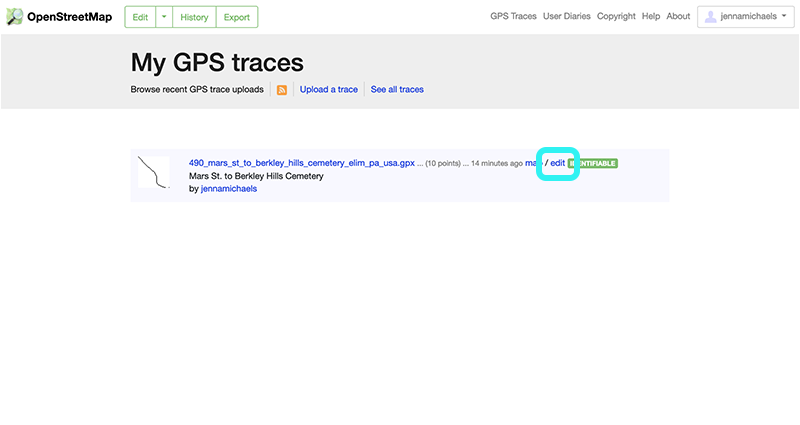 OpenStreetMap Edit History Export GPS Traces User Diaries Copyright Help About jennamichaels
My GPS traces
Browse recent GPS trace uploads Upload a trace See all traces
490_mars_st_to_berkley_hills_cemetery_elim_pa_usa.gpx ... (10 points) ... 14 minutes ago / edit
Mars St. to Berkley Hills Cemetery
by jennamichaels